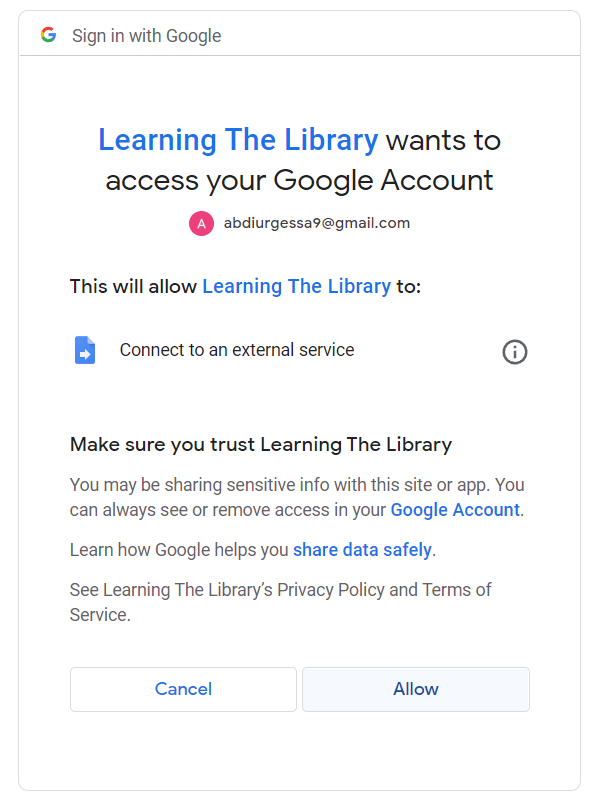 Sign in with Google
Learning The Library wants to
access your Google Account
A abdiurgessa9@gmail.com
This will allow Learning The Library to:
Connect to an external service
Make sure you trust Learning The Library
You may be sharing sensitive info with this site or app. You
can always see or remove access in your Google Account.
Learn how Google helps you share data safely.
See Learning The Library’s Privacy Policy and Terms of
Service.
Cancel Allow